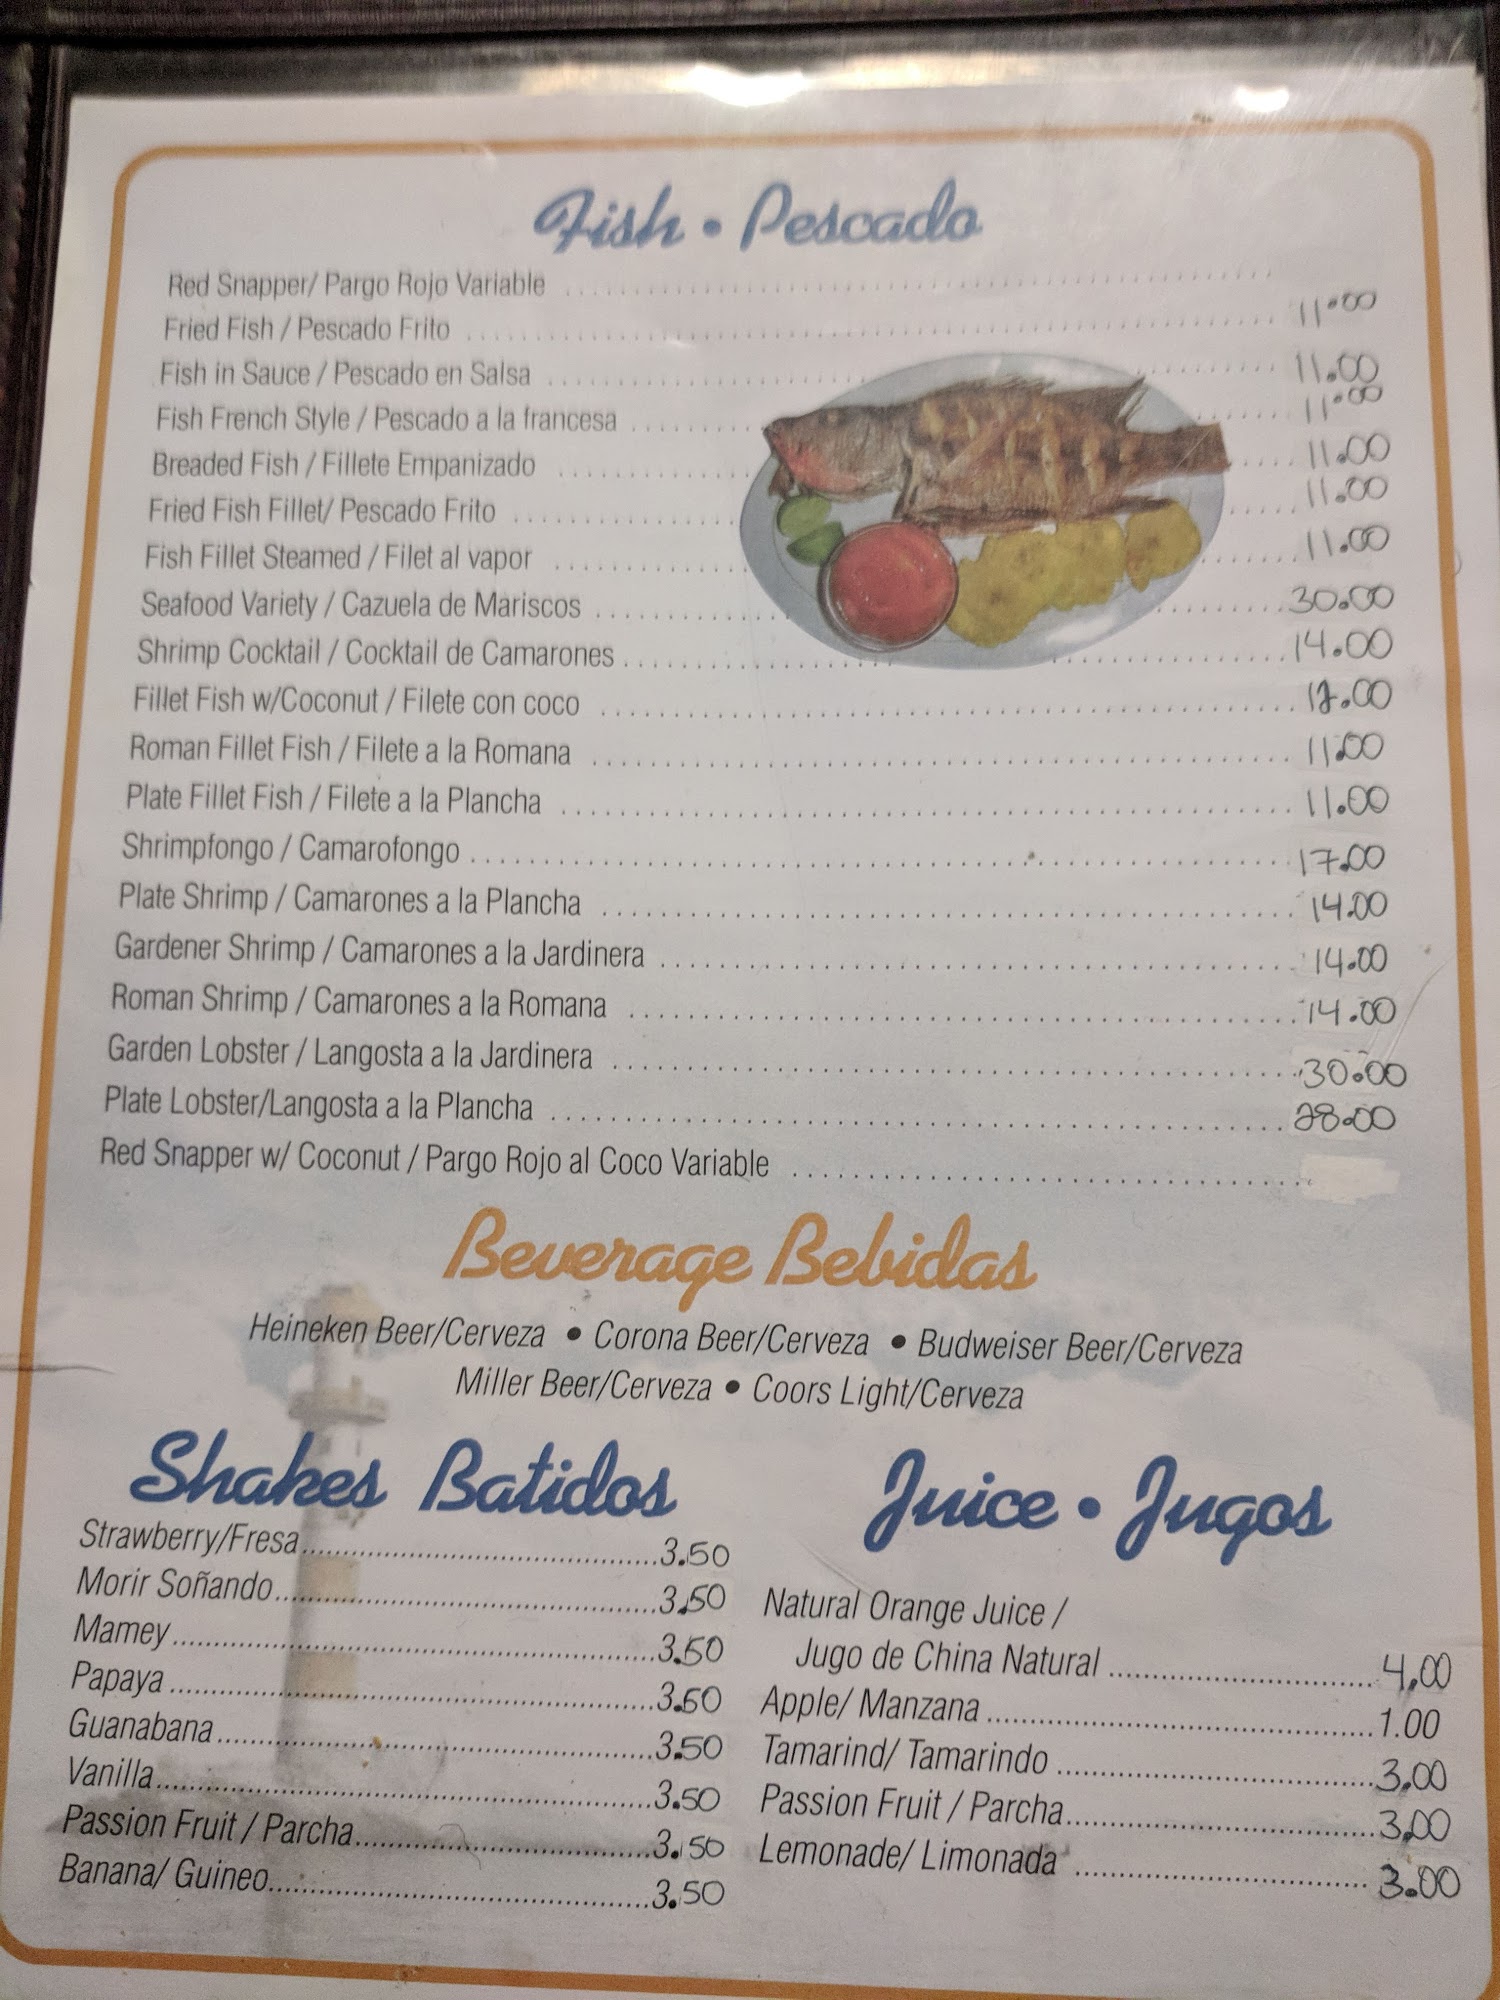 Fish • Pescado
Red Snapper/ Pargo Rojo Variable
Fried Fish / Pescado Frito 11.00
Fish in Sauce / Pescado en Salsa 11.00
Fish French Style / Pescado a la francesa 11.00
Breaded Fish / Fillete Empanizado 11.00
Fried Fish Fillet/ Pescado Frito 11.00
Fish Fillet Steamed / Filet al vapor 11.00
Seafood Variety / Cazuela de Mariscos 30.00
Shrimp Cocktail / Cocktail de Camarones 14.00
Fillet Fish w/Coconut / Filete con coco
Roman Fillet Fish / Filete a la Romana 11.00
Plate Fillet Fish / Filete a la Plancha 11.00
Shrimpfongo / Camarofongo 17.00
Plate Shrimp / Camarones a la Plancha 14.00
Gardener Shrimp / Camarones a la Jardinera 14.00
Roman Shrimp / Camarones a la Romana 14.00
Garden Lobster / Langosta a la Jardinera 30.00
Plate Lobster/Langosta a la Plancha 28.00
Red Snapper w/ Coconut / Pargo Rojo al Coco Variable
Beverage Bebidas
Heineken Beer/Cerveza • Corona Beer/Cerveza • Budweiser Beer/Cerveza
Miller Beer/Cerveza • Coors Light/Cerveza
Shakes Batidos
Strawberry/Fresa 3.50
Morir Soñando 3.50
Mamey 3.50
Papaya 3.50
Guanabana 3.50
Vanilla 3.50
Passion Fruit / Parcha 3.50
Banana/ Guineo 3.50
Juice • Jugos
Natural Orange Juice /
Jugo de China Natural 4.00
Apple/ Manzana 1.00
Tamarind/ Tamarindo 3.00
Passion Fruit / Parcha 3.00
Lemonade/ Limonada 3.00